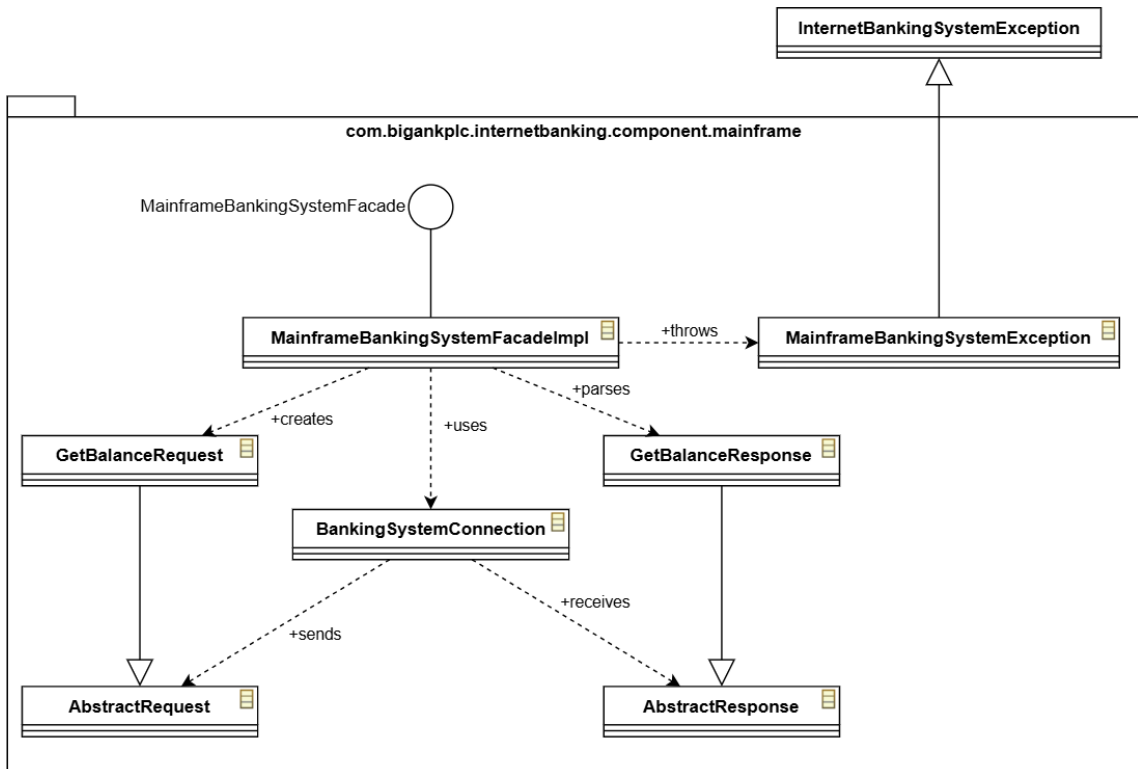 InternetBankingSystemException
com.bigankplc.internetbanking.component.mainframe
MainframeBankingSystemFacade
MainframeBankingSystemFacadeImpl
+throws
MainframeBankingSystemException
+creates
+uses
+parses
GetBalanceRequest
GetBalanceResponse
BankingSystemConnection
+sends
+receives
AbstractRequest
AbstractResponse